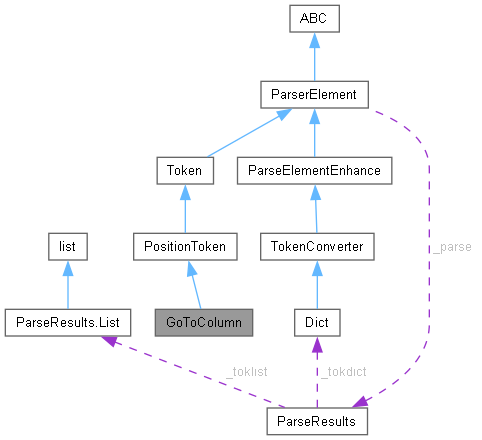 ABC
ParserElement
Token
ParseElementEnhance
list
PositionToken
TokenConverter
_parse
ParseResults.List
GoToColumn
Dict
_toklist
_tokdict
ParseResults